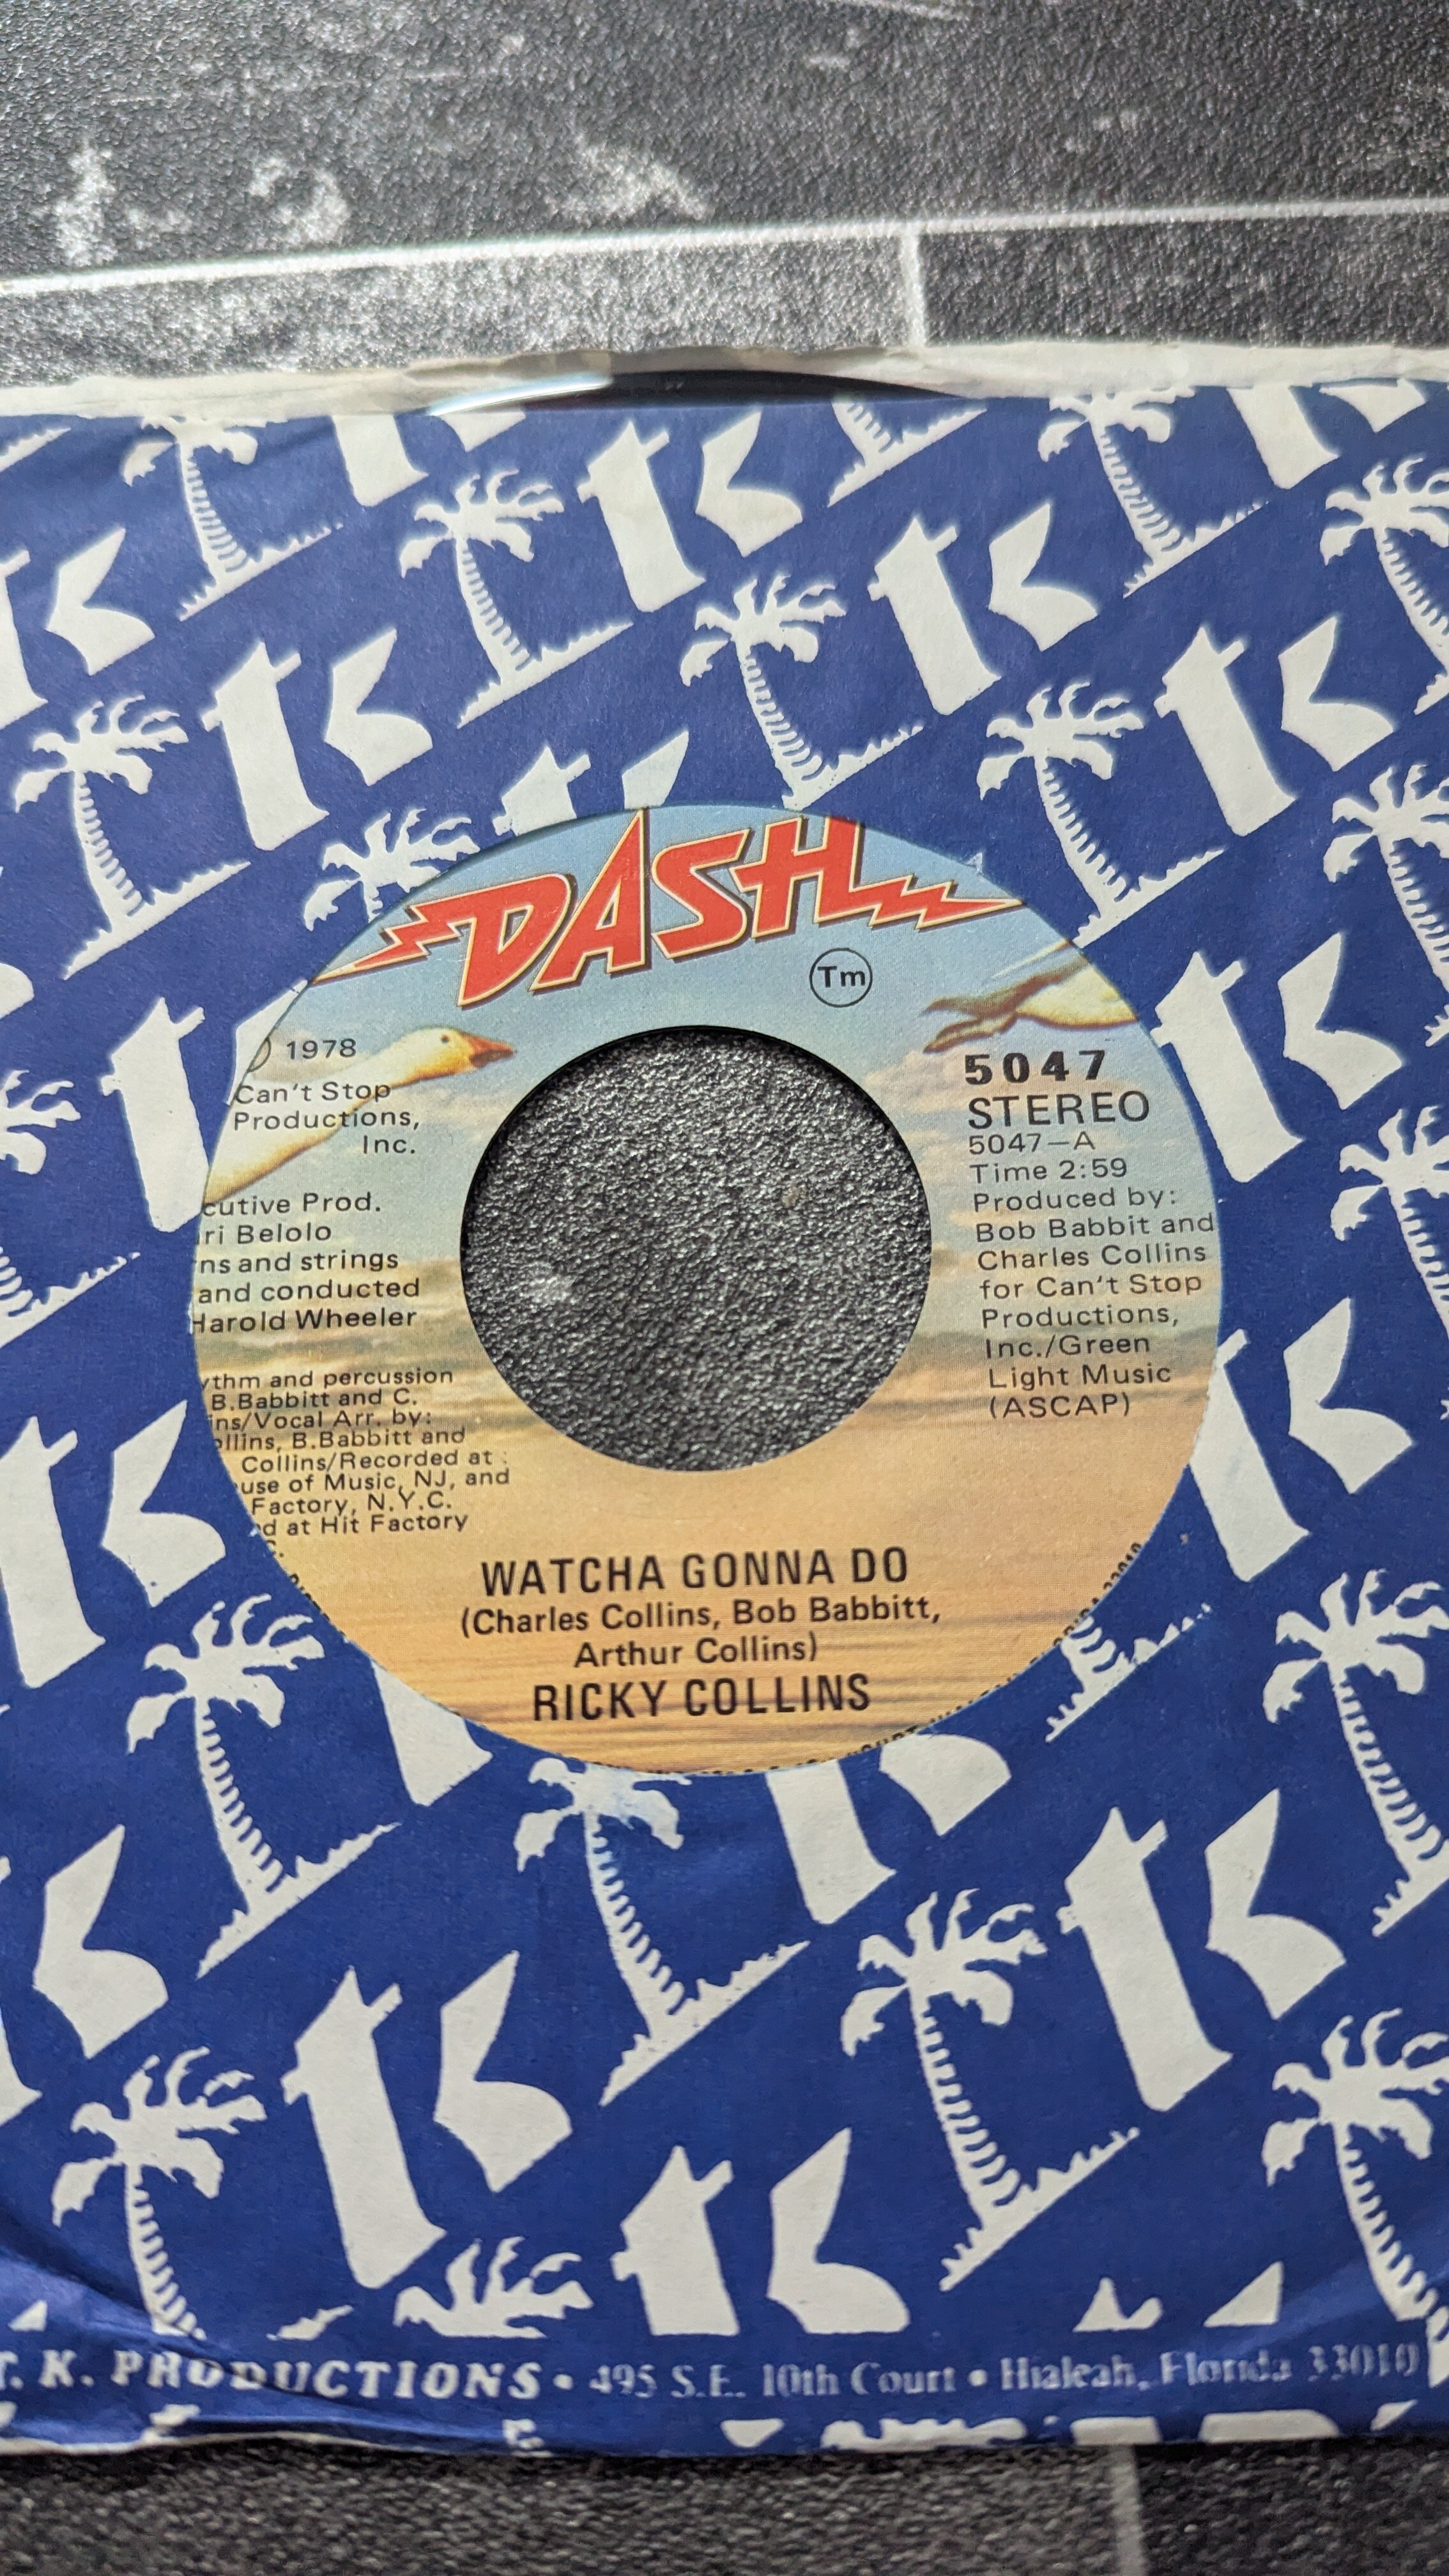 DASH
Tm
℗ 1978
Can't Stop
Productions,
Inc.
cutive Prod.
ri Belolo
ns and strings
and conducted
Harold Wheeler
ythm and percussion
B.Babbitt and C.
ins/Vocal Arr. by:
ollins, B.Babbitt and
Collins/Recorded at
use of Music, NJ, and
Factory, N.Y.C.
ed at Hit Factory
5047
STEREO
5047—A
Time 2:59
Produced by:
Bob Babbit and
Charles Collins
for Can't Stop
Productions,
Inc./Green
Light Music
(ASCAP)
WATCHA GONNA DO
(Charles Collins, Bob Babbitt,
Arthur Collins)
RICKY COLLINS
T. K. PRODUCTIONS • 495 S.E. 10th Court • Hialeah, Florida 33010